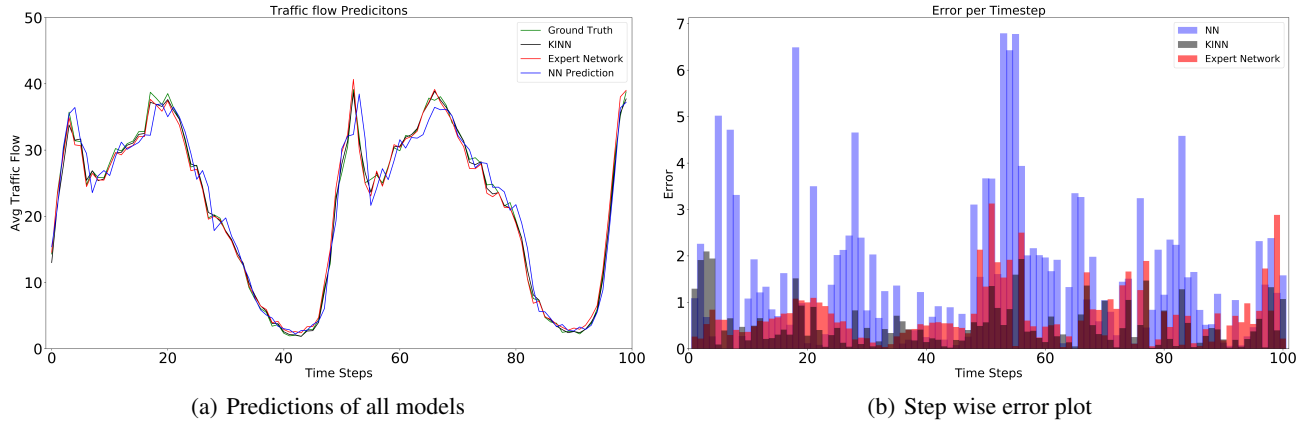 Traffic flow Predicitons
50
40
30
20
10
0
Avg Traffic Flow
Ground Truth
KINN
Expert Network
NN Prediction
0 20 40 60 80 100
Time Steps
(a) Predictions of all models
Error per Timestep
7
6
5
4
3
2
1
0
Error
NN
KINN
Expert Network
0 20 40 60 80 100
Time Steps
(b) Step wise error plot